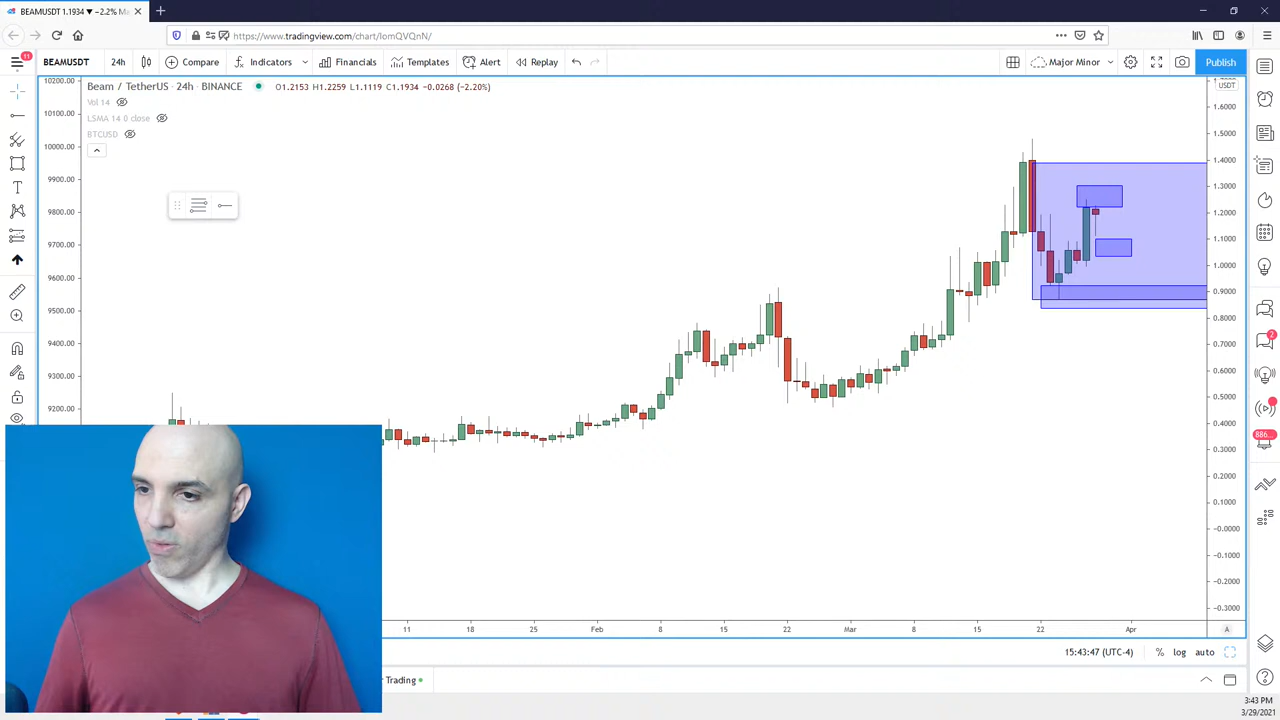 BEAMUSDT 1.1934 ▼ −2.2% Ma
https://www.tradingview.com/chart/IomQVQnN/
11
BEAMUSDT 24h Compare Indicators Financials Templates Alert Replay Major Minor Publish
Beam / TetherUS · 24h · BINANCE O1.2153 H1.2259 L1.1119 C1.1934 −0.0268 (−2.20%)
Vol 14
LSMA 14 0 close
BTCUSD
10200.00
10100.00
10000.00
9900.00
9800.00
9700.00
9600.00
9500.00
9400.00
9300.00
9200.00
USDT
1.6000
1.5000
1.4000
1.3000
1.2000
1.1000
1.0000
0.9000
0.8000
0.7000
0.6000
0.5000
0.4000
0.3000
0.2000
0.1000
−0.0000
−0.1000
−0.2000
−0.3000
2
886...
11 18 25 Feb 8 15 22 Mar 8 15 22 Apr A
15:43:47 (UTC-4) % log auto
Trading
3:43 PM
3/29/2021